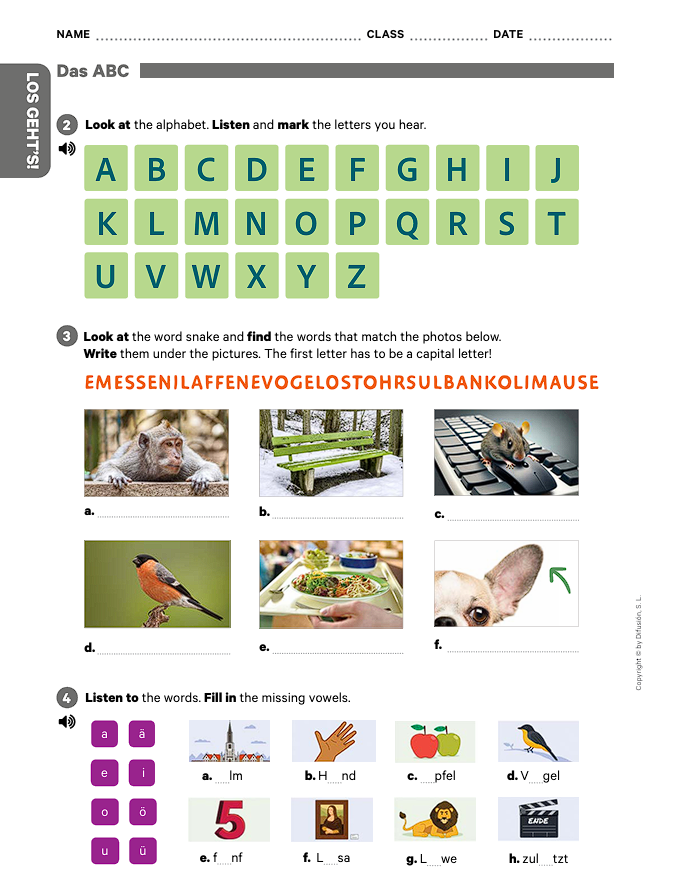 NAME ........ CLASS ........ DATE ........
LOS GEHT'S!
Das ABC
2 Look at the alphabet. Listen and mark the letters you hear.
A B C D E F G H I J
K L M N O P Q R S T
U V W X Y Z
3 Look at the word snake and find the words that match the photos below.
Write them under the pictures. The first letter has to be a capital letter!
EMESSENILAFFENEVOGELOSTOHRSULBANKOLIMAUSE
a. ........ b. ........ c. ........
d. ........ e. ........ f. ........
Copyright © by Difusión, S. L.
4 Listen to the words. Fill in the missing vowels.
a ä
e i
o ö
u ü
a. ....lm b. H....nd c. ....pfel d. V....gel
5
ENDE
e. f....nf f. L....sa g. L....we h. zul....tzt